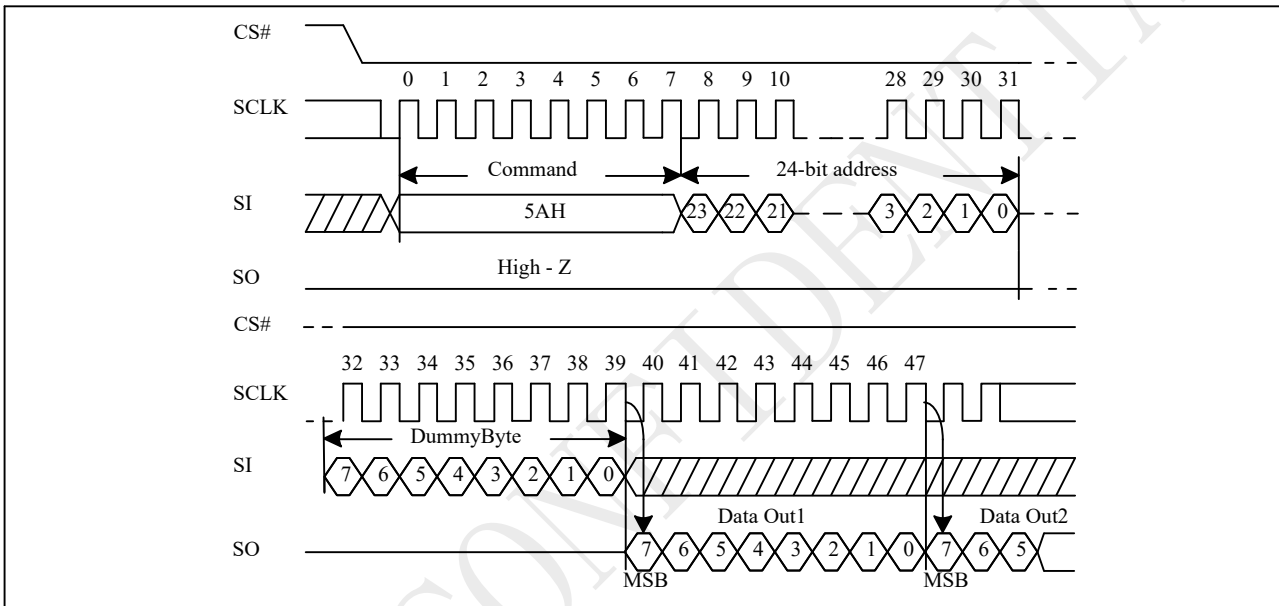 CS#
0 1 2 3 4 5 6 7 8 9 10 28 29 30 31
SCLK
Command 24-bit address
SI 5AH 23 22 21 3 2 1 0
High - Z
SO
CS#
32 33 34 35 36 37 38 39 40 41 42 43 44 45 46 47
SCLK
DummyByte
SI 7 6 5 4 3 2 1 0
Data Out1 Data Out2
SO 7 6 5 4 3 2 1 0 7 6 5
MSB MSB
CONFIDENTIA